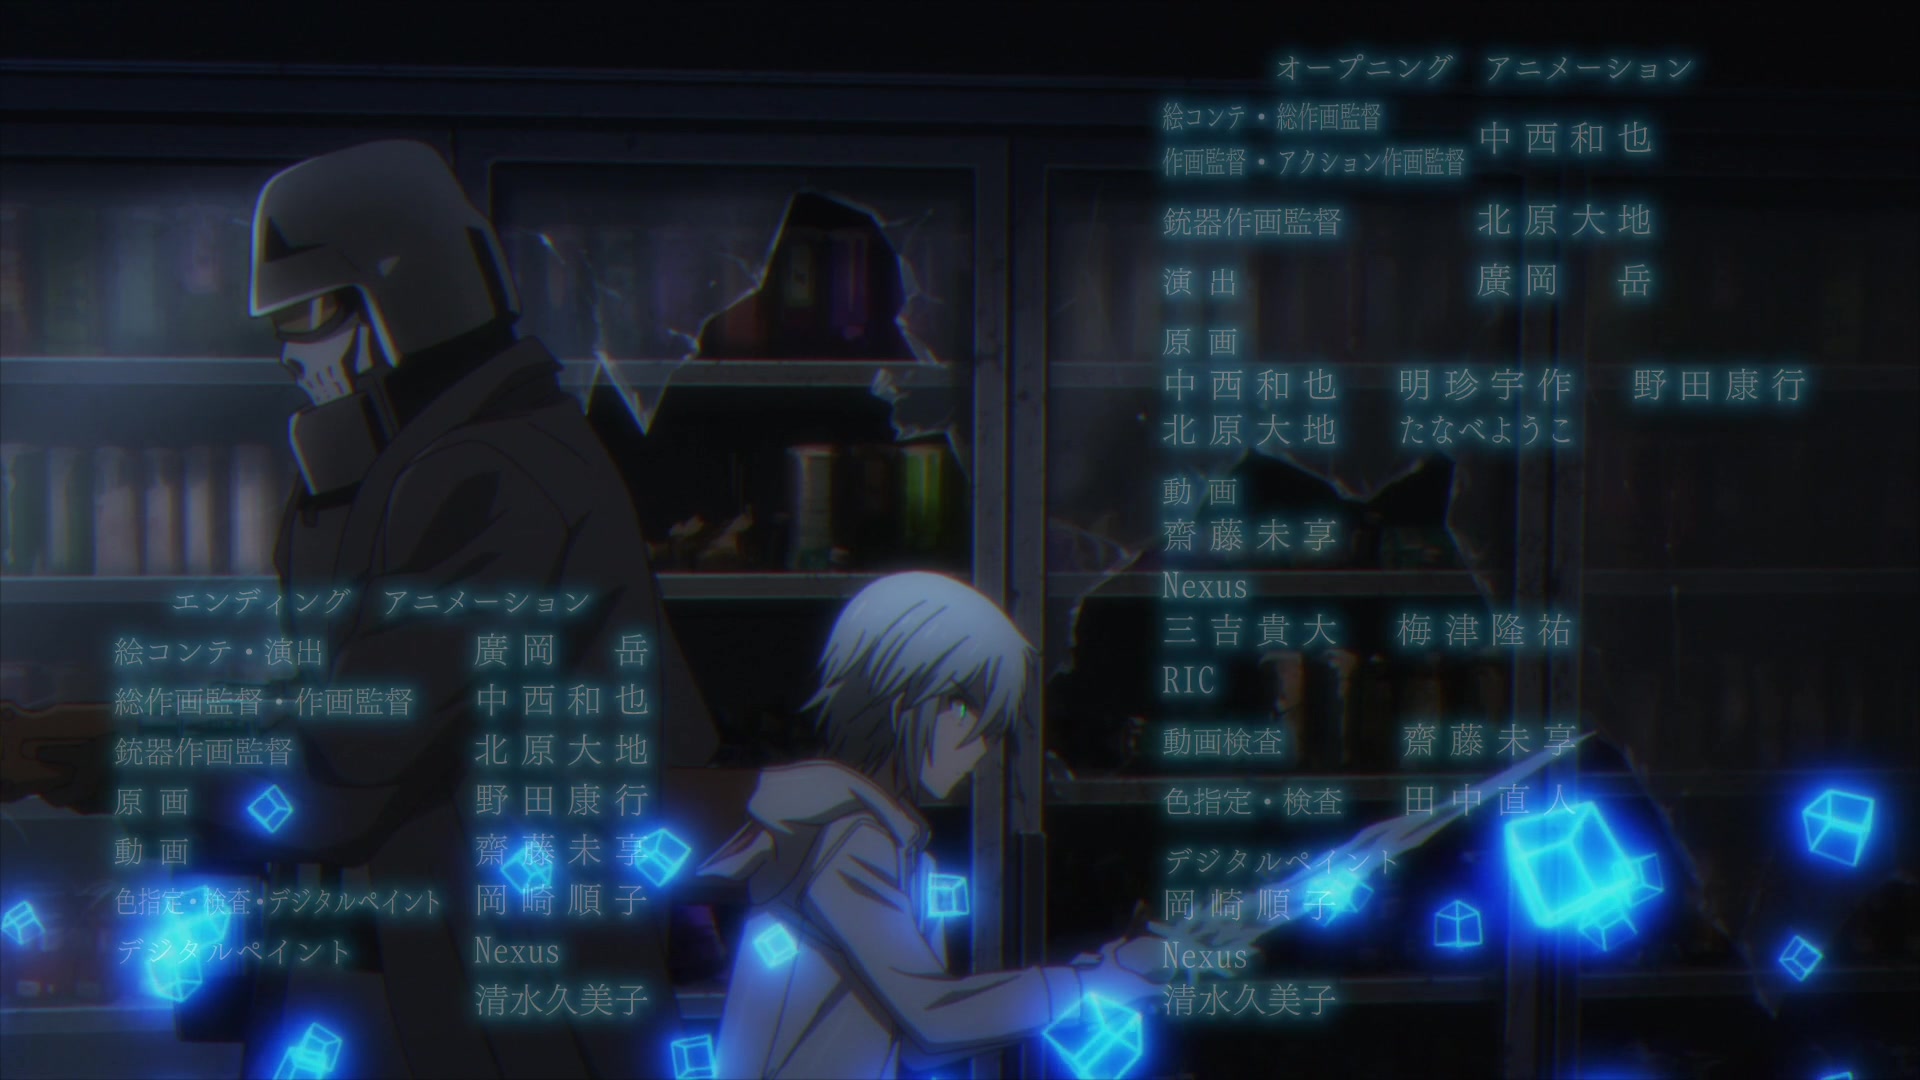 オープニング アニメーション
絵コンテ・総作画監督
作画監督・アクション作画監督 中西和也
銃器作画監督 北原大地
演出 廣岡 岳
原画
中西和也 明珍宇作 野田康行
北原大地 たなべようこ
動画
齋藤未享
Nexus
三吉貴大 梅津隆祐
RIC
動画検査 齋藤未享
色指定・検査 田中直人
デジタルペイント
岡崎順子
Nexus
清水久美子
エンディング アニメーション
絵コンテ・演出 廣岡 岳
総作画監督・作画監督 中西和也
銃器作画監督 北原大地
原画 野田康行
動画 齋藤未享
色指定・検査・デジタルペイント 岡崎順子
デジタルペイント Nexus
清水久美子